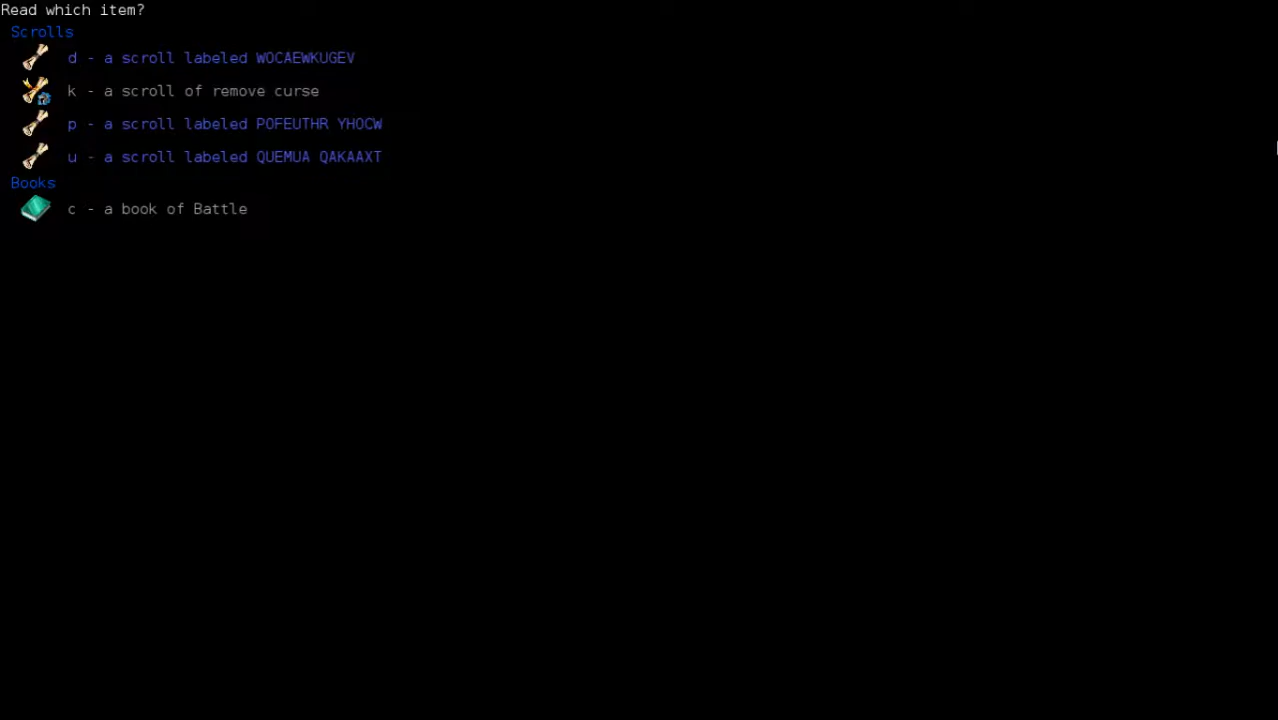 Read which item?
Scrolls
d - a scroll labeled WOCAEWKUGEV
k - a scroll of remove curse
p - a scroll labeled POFEUTHR YHOCW
u - a scroll labeled QUEMUA QAKAAXT
Books
c - a book of Battle